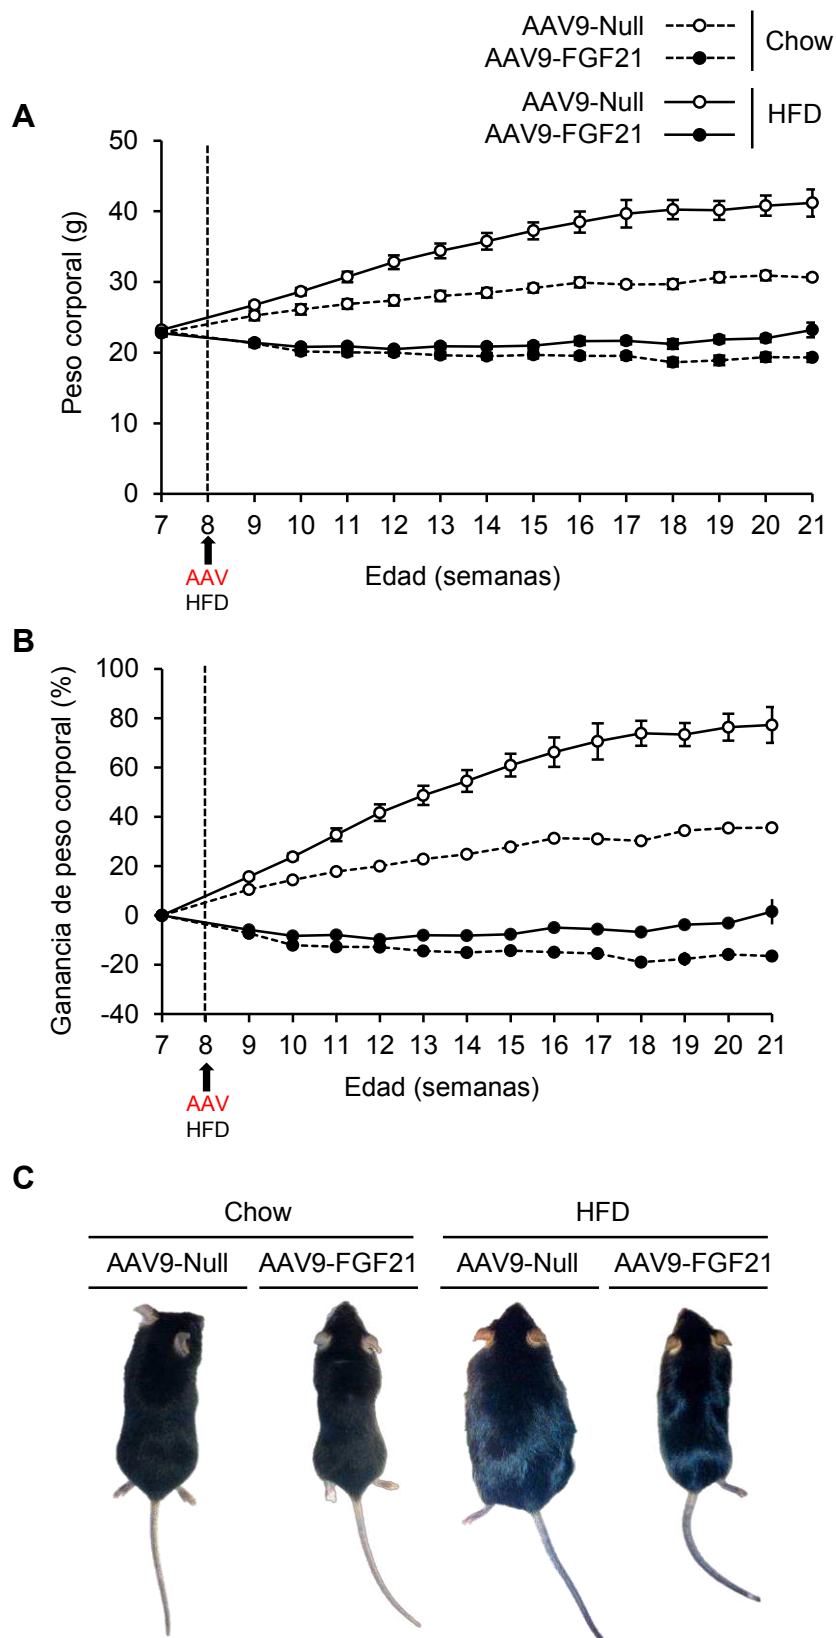 AAV9-Null
AAV9-FGF21
Chow
AAV9-Null
AAV9-FGF21
HFD
A
Peso corporal (g)
50
40
30
20
10
0
7 8 9 10 11 12 13 14 15 16 17 18 19 20 21
AAV
HFD
Edad (semanas)
B
Ganancia de peso corporal (%)
100
80
60
40
20
0
-20
-40
7 8 9 10 11 12 13 14 15 16 17 18 19 20 21
AAV
HFD
Edad (semanas)
C
Chow HFD
AAV9-Null AAV9-FGF21 AAV9-Null AAV9-FGF21